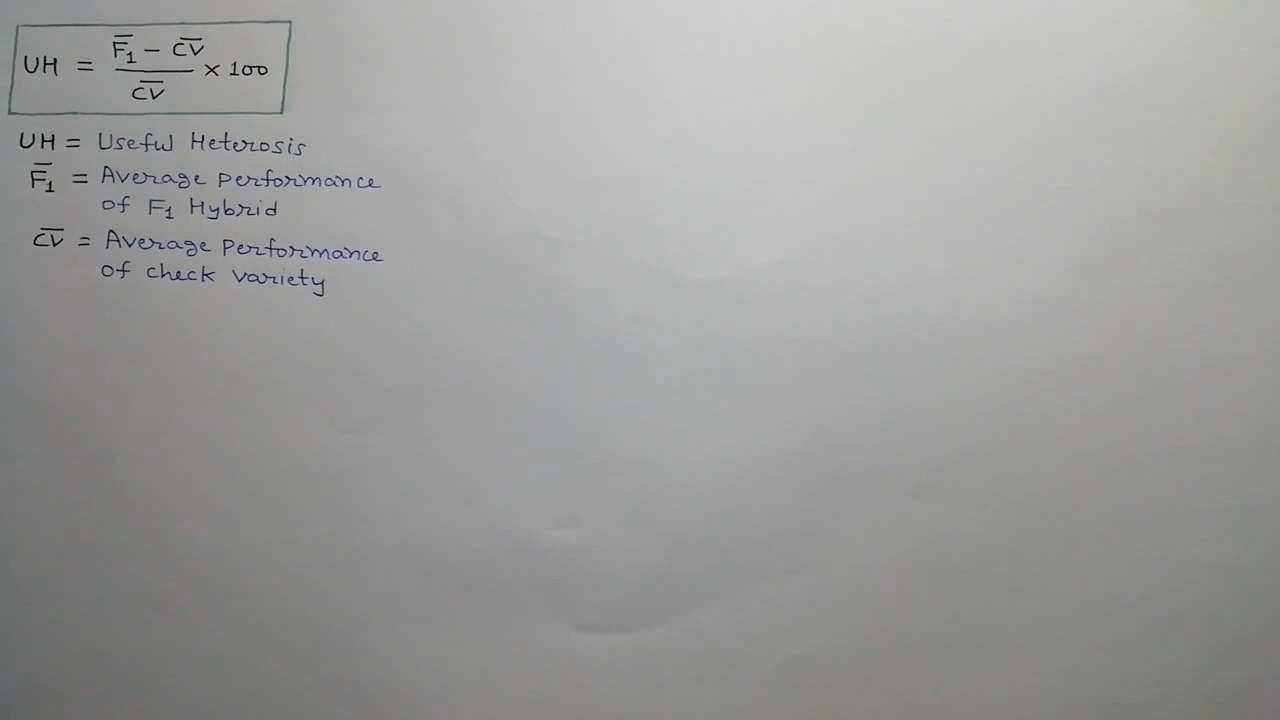 UH = F̅₁ - C̅V̅ / C̅V̅ × 100
UH = Useful Heterosis
F̅₁ = Average performance
of F₁ Hybrid
C̅V̅ = Average performance
of check variety